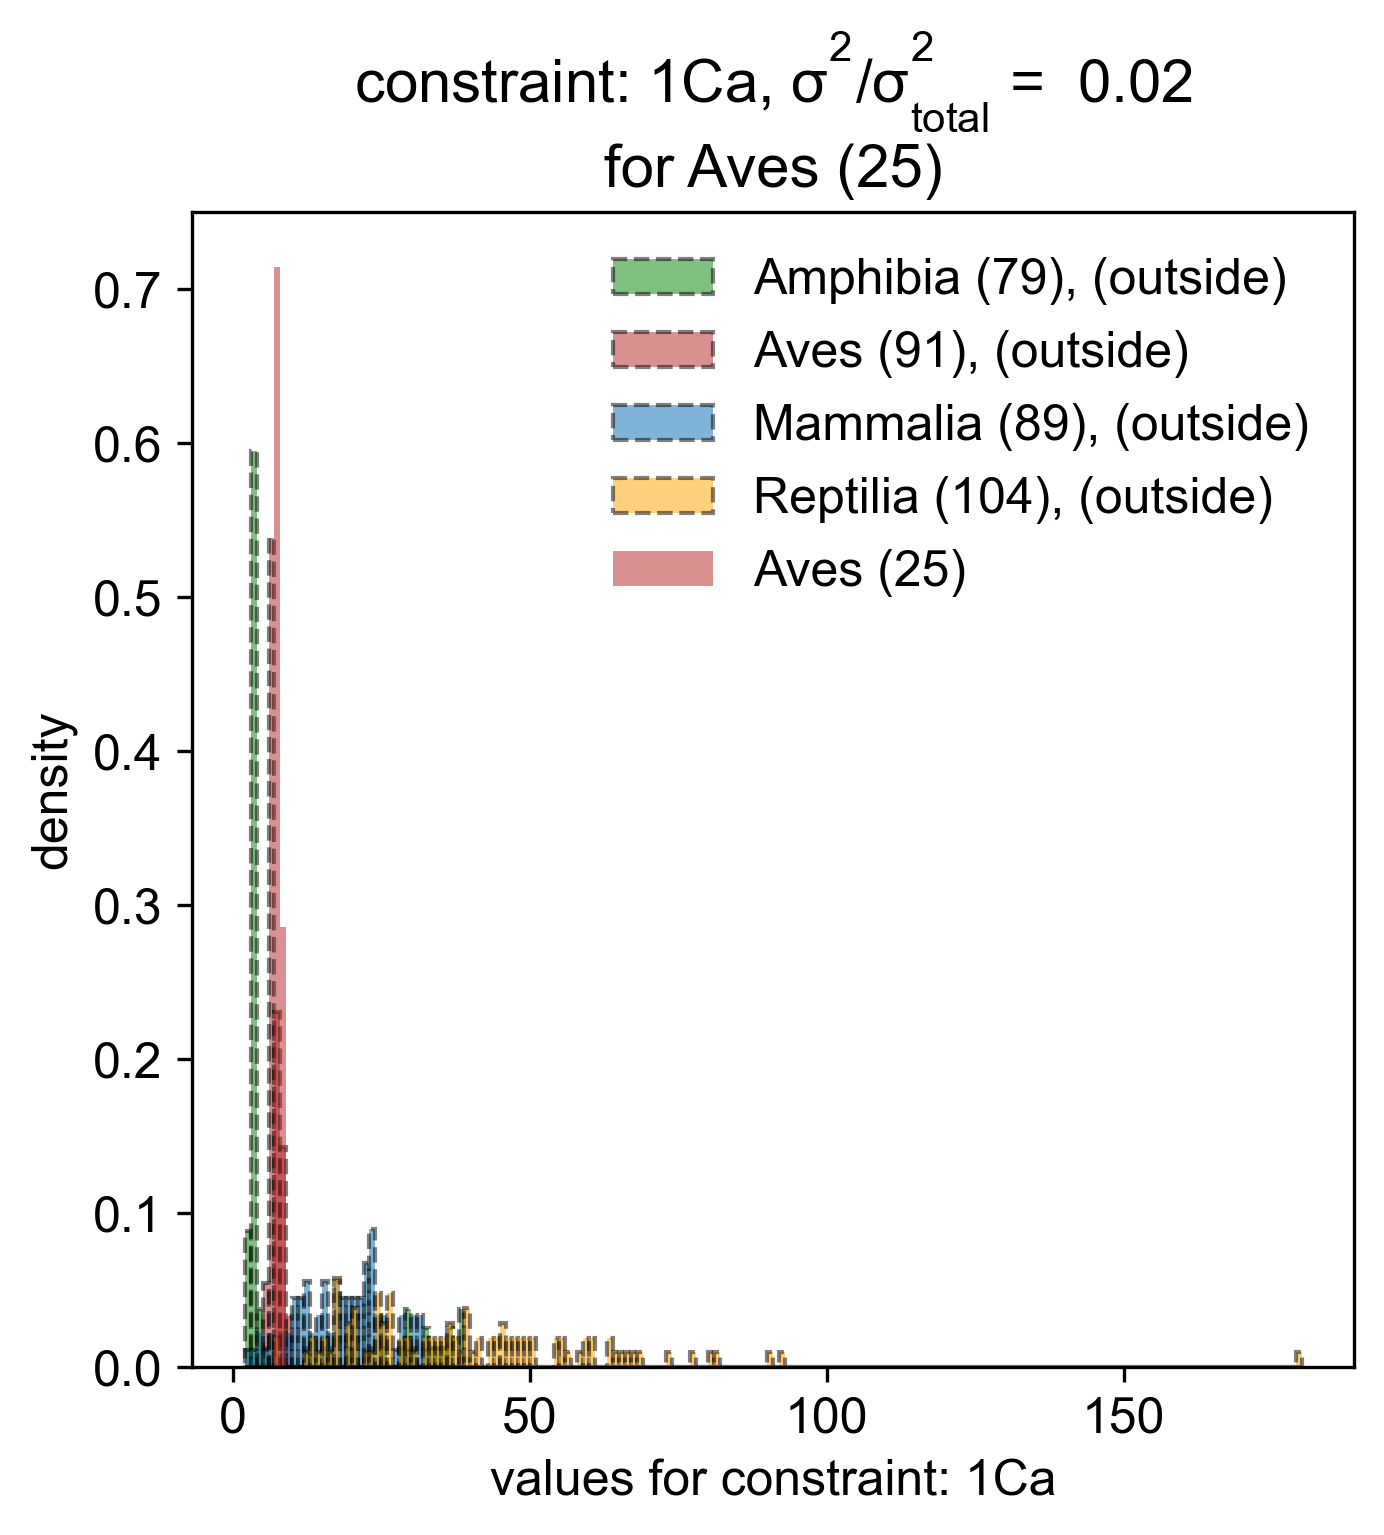 constraint: 1Ca, σ²/σ²total = 0.02
for Aves (25)
Amphibia (79), (outside)
Aves (91), (outside)
Mammalia (89), (outside)
Reptilia (104), (outside)
Aves (25)
0.7
0.6
0.5
0.4
0.3
0.2
0.1
0.0
density
0 50 100 150
values for constraint: 1Ca